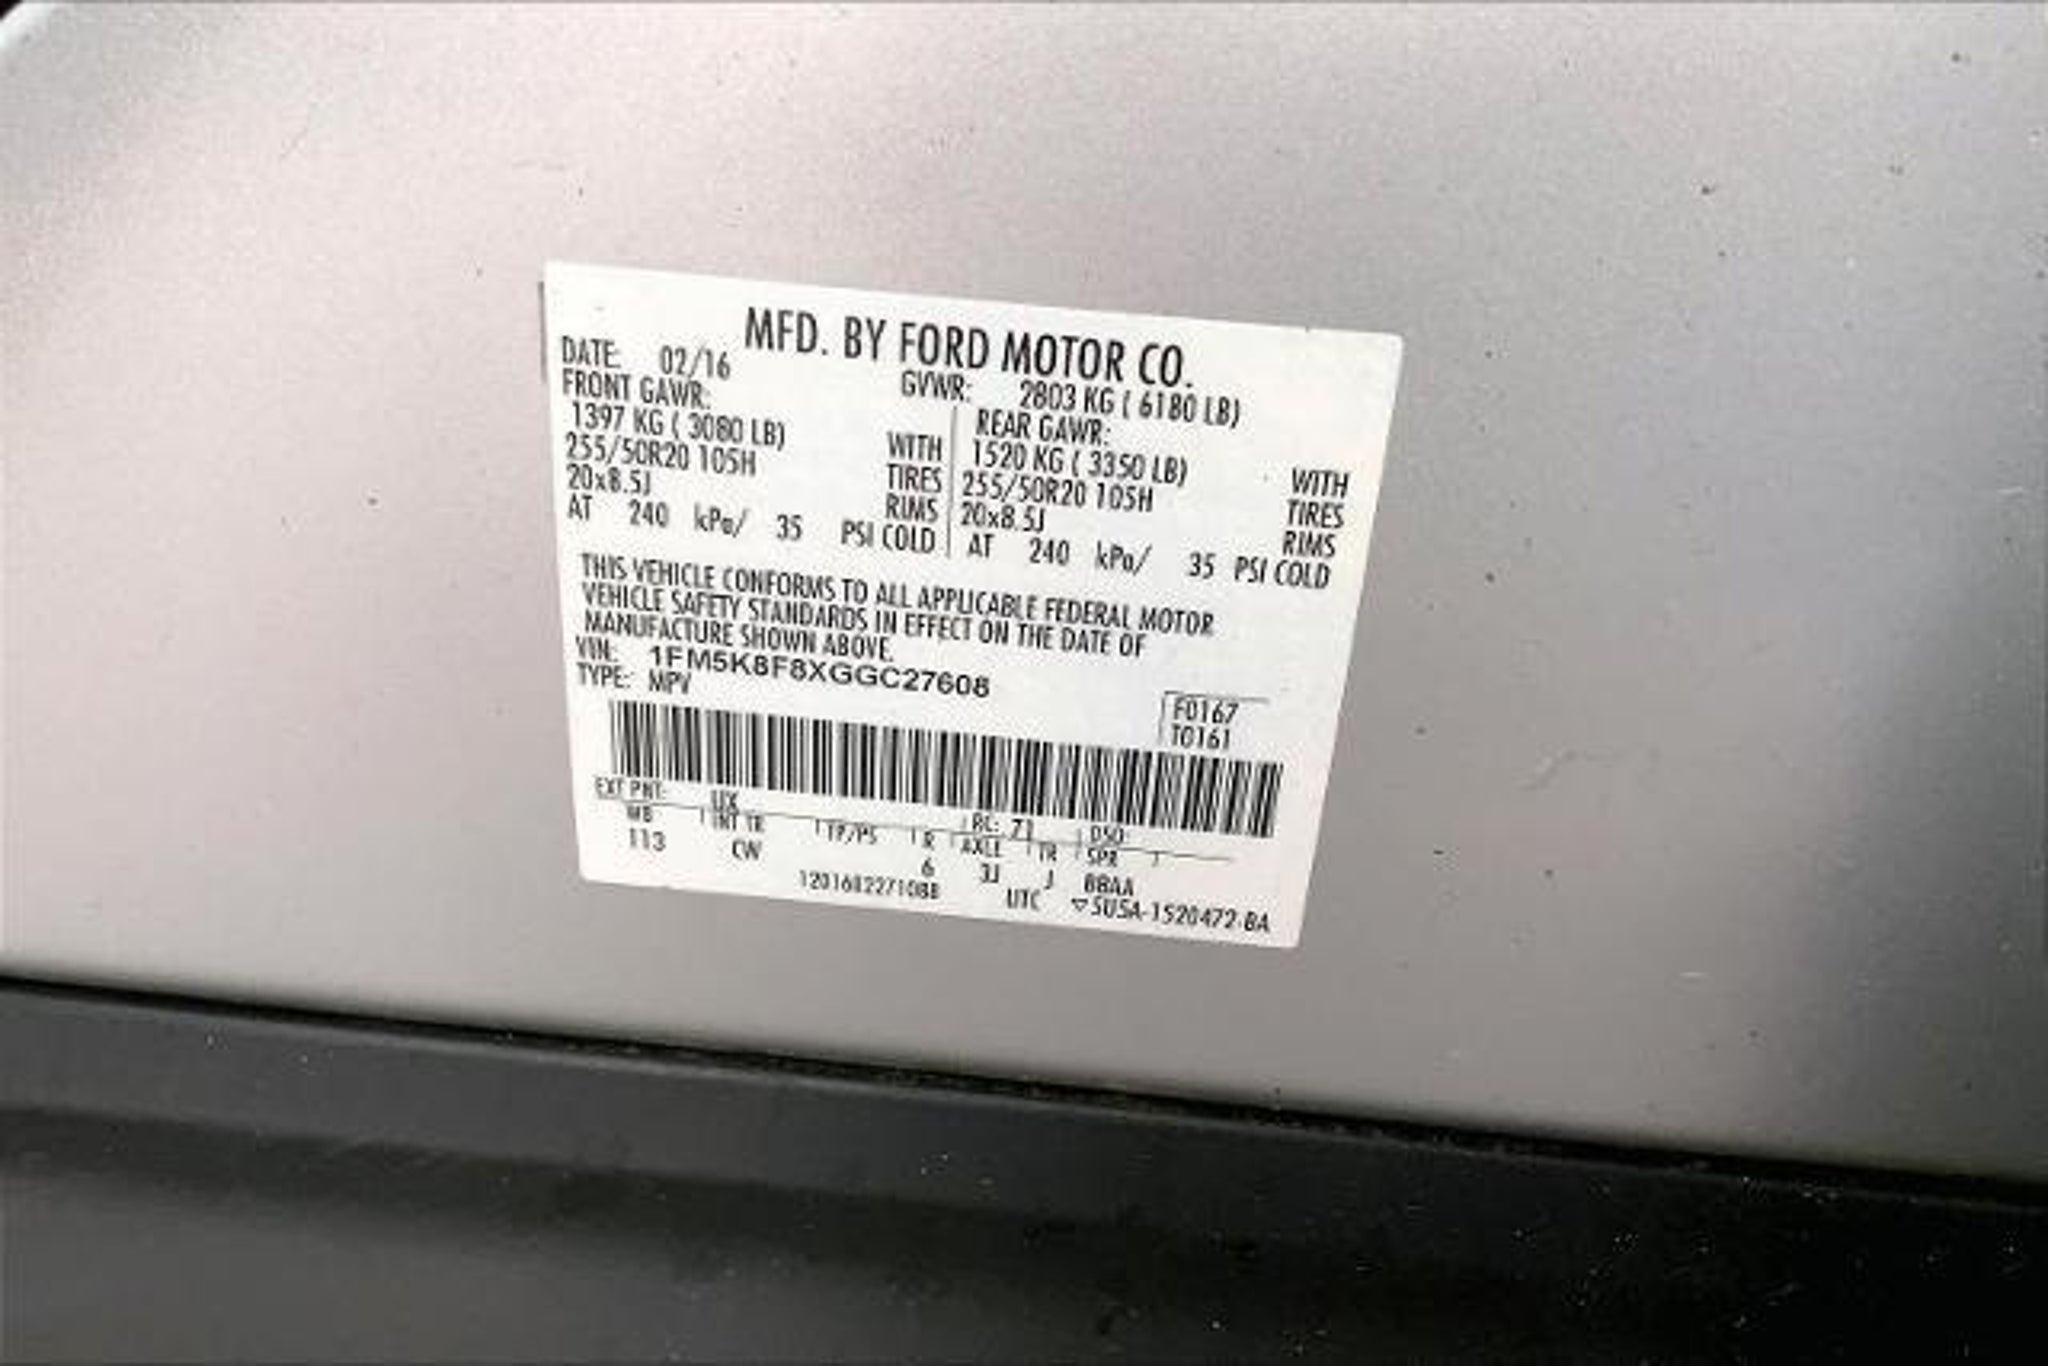 MFD. BY FORD MOTOR CO.
DATE: 02/16 GVWR: 2803 KG ( 6180 LB)
FRONT GAWR: REAR GAWR:
1397 KG ( 3080 LB) WITH 1520 KG ( 3350 LB) WITH
255/50R20 105H TIRES 255/50R20 105H TIRES
20x8.5J RIMS 20x8.5J RIMS
AT 240 kPa/ 35 PSI COLD AT 240 kPa/ 35 PSI COLD
THIS VEHICLE CONFORMS TO ALL APPLICABLE FEDERAL MOTOR
VEHICLE SAFETY STANDARDS IN EFFECT ON THE DATE OF
MANUFACTURE SHOWN ABOVE.
VIN: 1FM5K8F8XGGC27608
TYPE: MPV
F0167
T0161
EXT PNT: UX RC: 71 DSO
WB INT TR TP/PS R AXLE TR SPR
113 CW 6 3J J BBAA
UTC 5U5A-1520472-BA